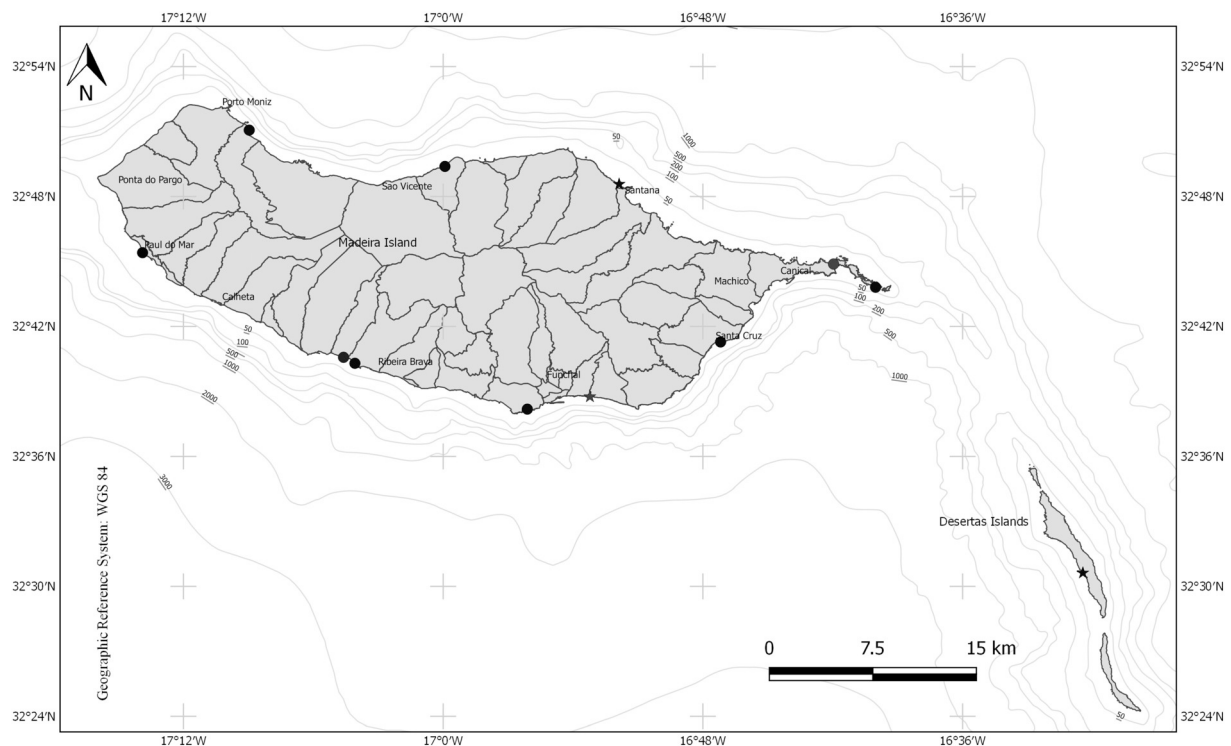 17°12'W 17°00'W 16°48'W 16°36'W
32°54'N 32°54'N
N
Porto Moniz
1000
50
500
200
100
Ponta do Pargo
São Vicente
Santana
32°48'N 32°48'N
50
Paul do Mar
Madeira Island
Canical
Machico
50
100
200
Calheta
500
32°42'N 32°42'N
50
100
500
1000
Santa Cruz
Ribeira Brava
Funchal
1000
2000
32°36'N 32°36'N
3000
Geographic Reference System: WGS 84
Desertas Islands
32°30'N 32°30'N
0 7.5 15 km
32°24'N 32°24'N
50
17°12'W 17°00'W 16°48'W 16°36'W